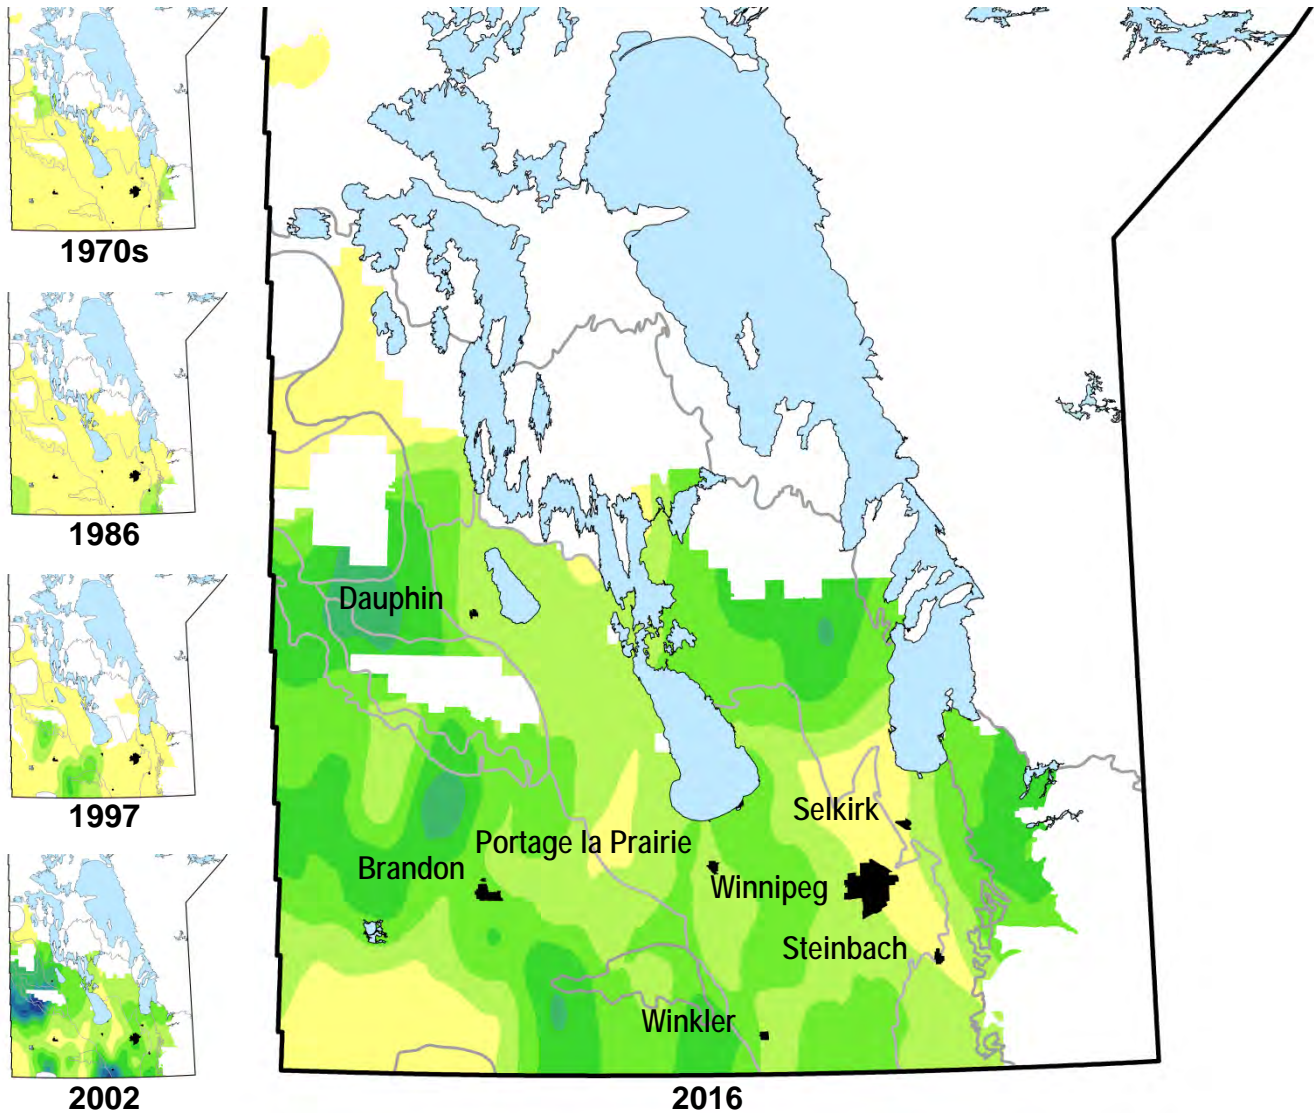 1970s
1986
1997
2002
Dauphin
Selkirk
Portage la Prairie
Brandon
Winnipeg
Steinbach
Winkler
2016